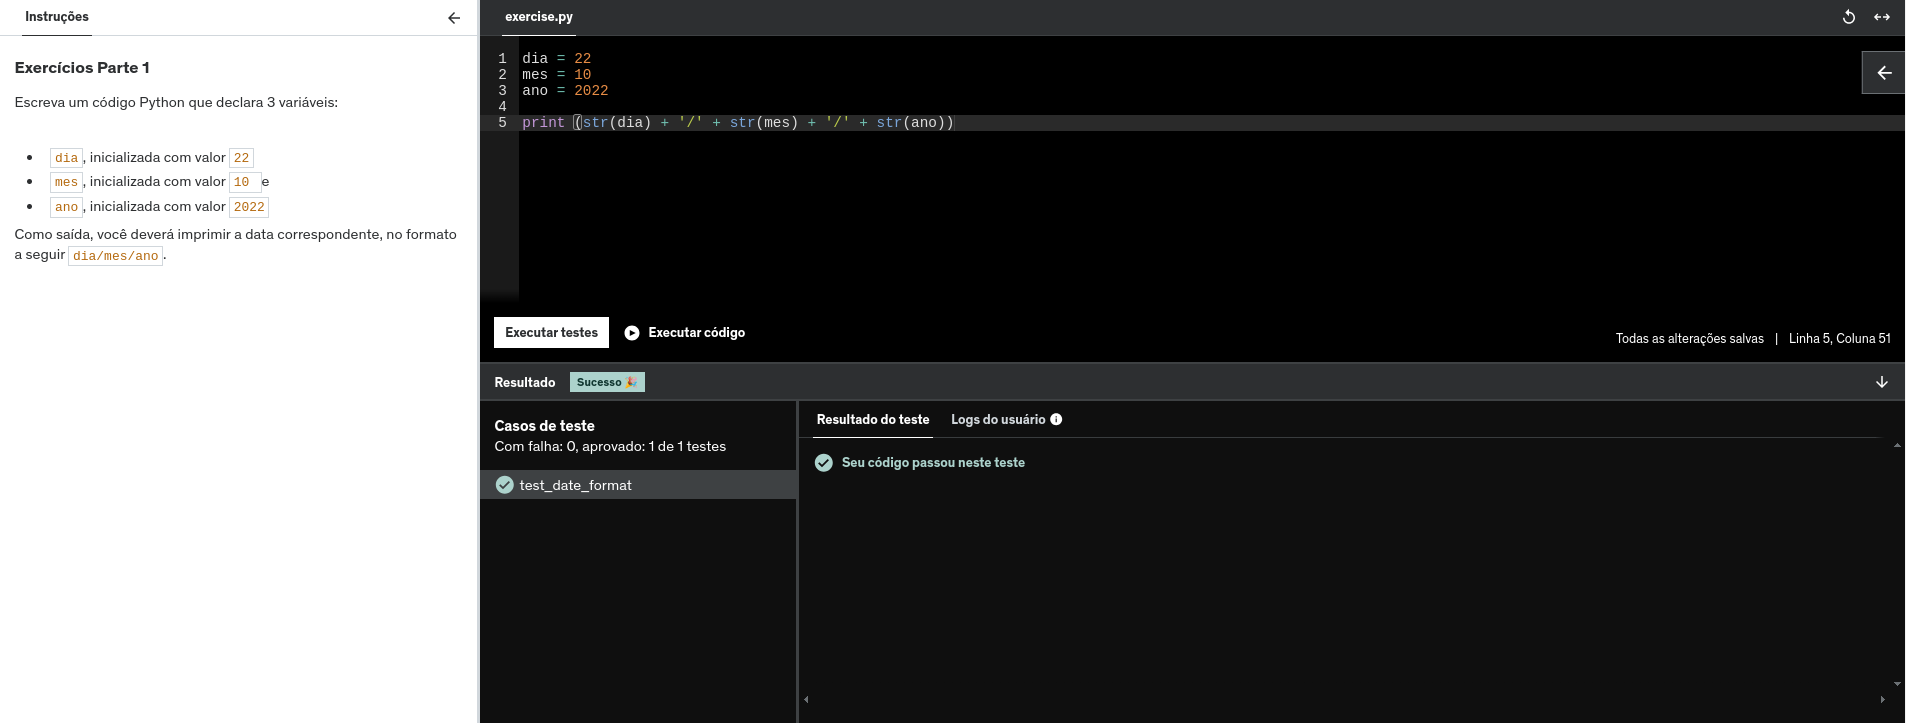 Instruções
Exercícios Parte 1
Escreva um código Python que declara 3 variáveis:
dia, inicializada com valor 22
mes, inicializada com valor 10 e
ano, inicializada com valor 2022
Como saída, você deverá imprimir a data correspondente, no formato
a seguir dia/mes/ano.
exercise.py
1 dia = 22
2 mes = 10
3 ano = 2022
4
5 print (str(dia) + '/' + str(mes) + '/' + str(ano))
Executar testes Executar código
Todas as alterações salvas | Linha 5, Coluna 51
Resultado Sucesso 🎉
Casos de teste
Com falha: 0, aprovado: 1 de 1 testes
test_date_format
Resultado do teste Logs do usuário
Seu código passou neste teste